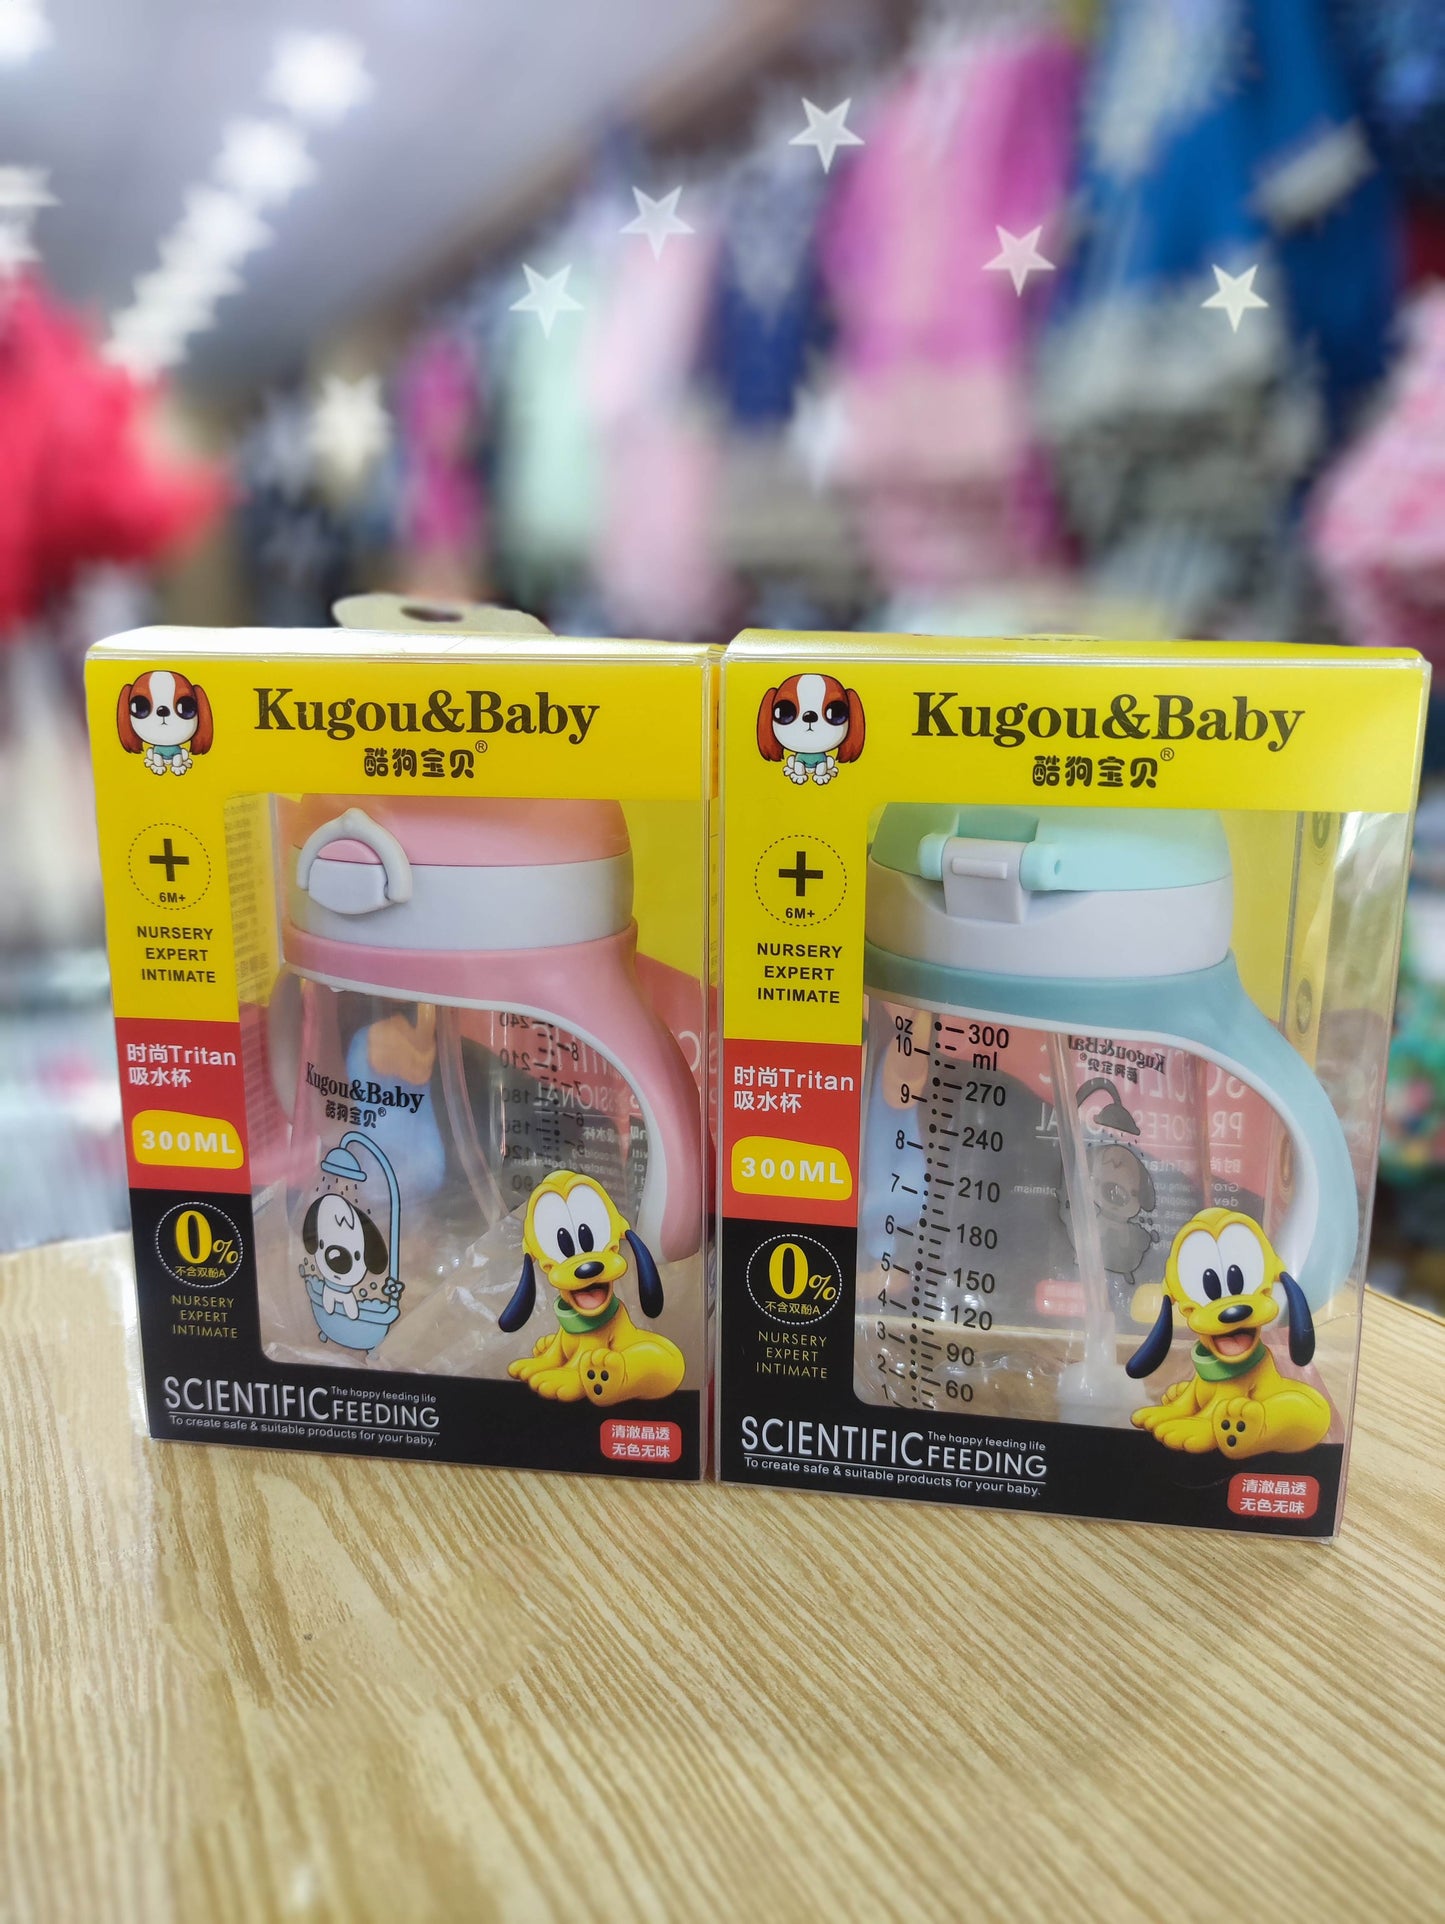 Kugou&Baby
酷狗宝贝®
+
6M+
NURSERY
EXPERT
INTIMATE
时尚Tritan
吸水杯
300ML
0%
不含双酚A
NURSERY
EXPERT
INTIMATE
SCIENTIFIC
The happy feeding life
FEEDING
To create safe & suitable products for your baby.
清澈晶透
无色无味
Kugou&Baby
酷狗宝贝®
240
210
180
150
120
90
Kugou&Baby
酷狗宝贝®
+
6M+
NURSERY
EXPERT
INTIMATE
时尚Tritan
吸水杯
300ML
0%
不含双酚A
NURSERY
EXPERT
INTIMATE
SCIENTIFIC
The happy feeding life
FEEDING
To create safe & suitable products for your baby.
清澈晶透
无色无味
oz 300
10 ml
9 270
8 240
7 210
6 180
5 150
4 120
3 90
2 60
1